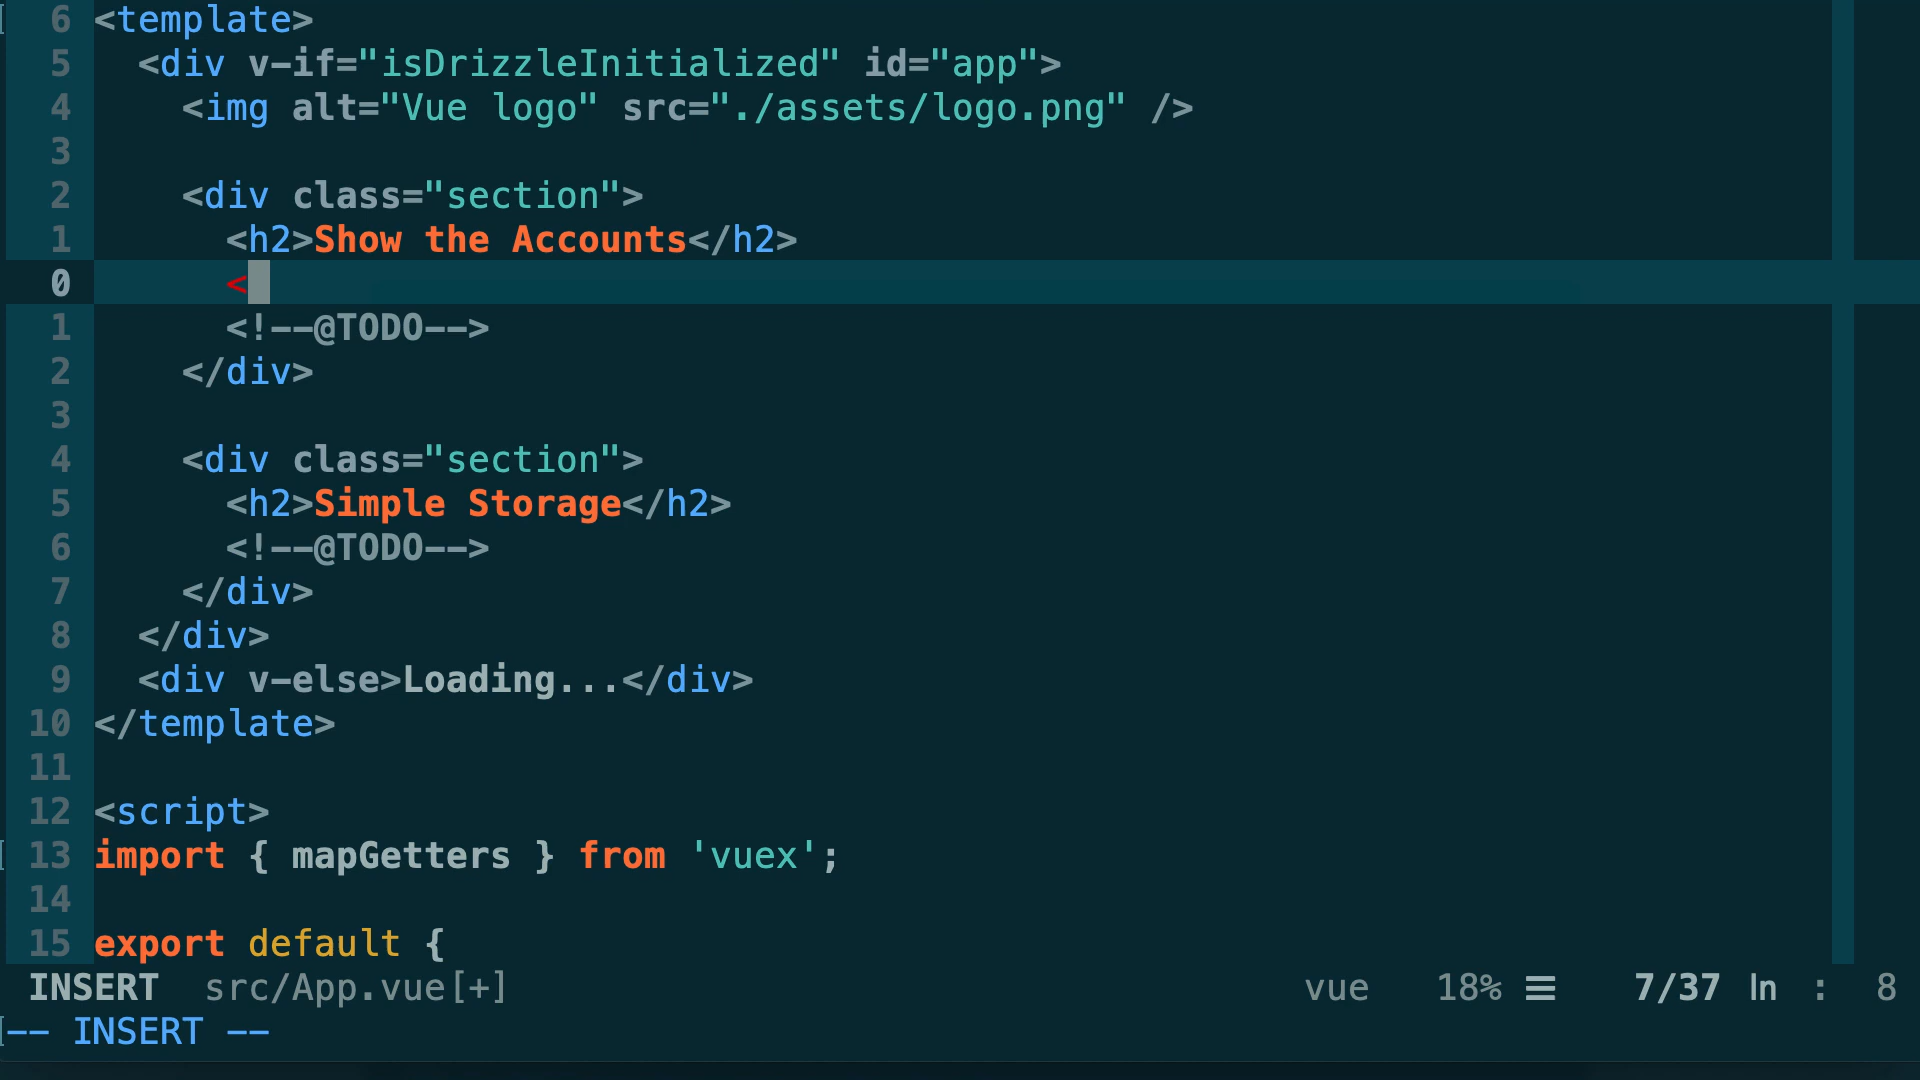 6 <template>
5 <div v-if="isDrizzleInitialized" id="app">
4 <img alt="Vue logo" src="./assets/logo.png" />
3
2 <div class="section">
1 <h2>Show the Accounts</h2>
0 <
1 <!--@TODO-->
2 </div>
3
4 <div class="section">
5 <h2>Simple Storage</h2>
6 <!--@TODO-->
7 </div>
8 </div>
9 <div v-else>Loading...</div>
10 </template>
11
12 <script>
13 import { mapGetters } from 'vuex';
14
15 export default {
INSERT src/App.vue[+] vue 18% ☰ 7/37 ln : 8
-- INSERT --